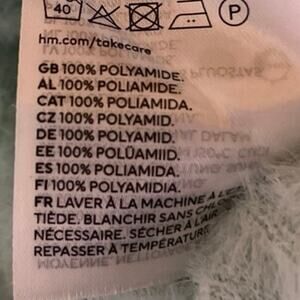 40 P
hm.com/takecare
GB 100% POLYAMIDE.
AL 100% POLIAMIDE.
CAT 100% POLIAMIDA.
CZ 100% POLYAMID.
DE 100% POLYAMID.
EE 100% POLÜAMIID.
ES 100% POLIAMIDA.
FI 100% POLYAMIDIA.
FR LAVER À LA MACHINE À L'E
TIÈDE. BLANCHIR SANS CHLO
NÉCESSAIRE. SÉCHER À L'AIR
REPASSER À TEMPÉRATURE